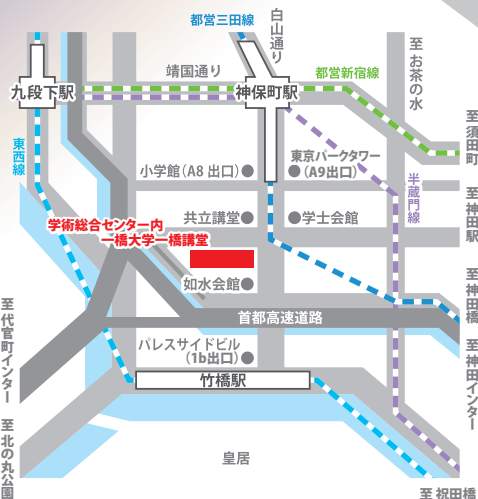 都営三田線
白山通り
靖国通り
都営新宿線
至 お茶の水
九段下駅
神保町駅
至 須田町
東西線
小学館（A8 出口）
東京パークタワー
（A9出口）
半蔵門線
至 神田駅
共立講堂
学士会館
学術総合センター内
一橋大学一橋講堂
如水会館
至 神田橋
至 代官町インター
首都高速道路
パレスサイドビル
（1b出口）
至 神田インター
竹橋駅
至 北の丸公園
皇居
至 祝田橋